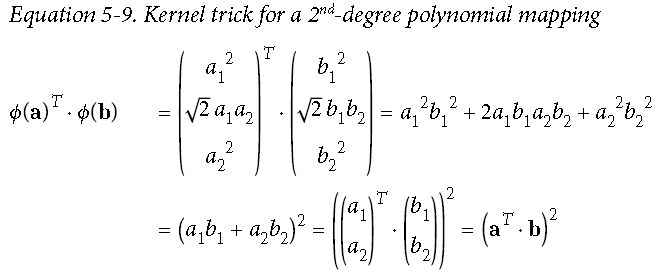 Equation 5-9. Kernel trick for a 2nd-degree polynomial mapping
ϕ(a)ᵀ · ϕ(b) = (a₁² √2 a₁a₂ a₂²)ᵀ · (b₁² √2 b₁b₂ b₂²) = a₁²b₁² + 2a₁b₁a₂b₂ + a₂²b₂²
= (a₁b₁ + a₂b₂)² = ((a₁ a₂)ᵀ · (b₁ b₂))² = (aᵀ · b)²